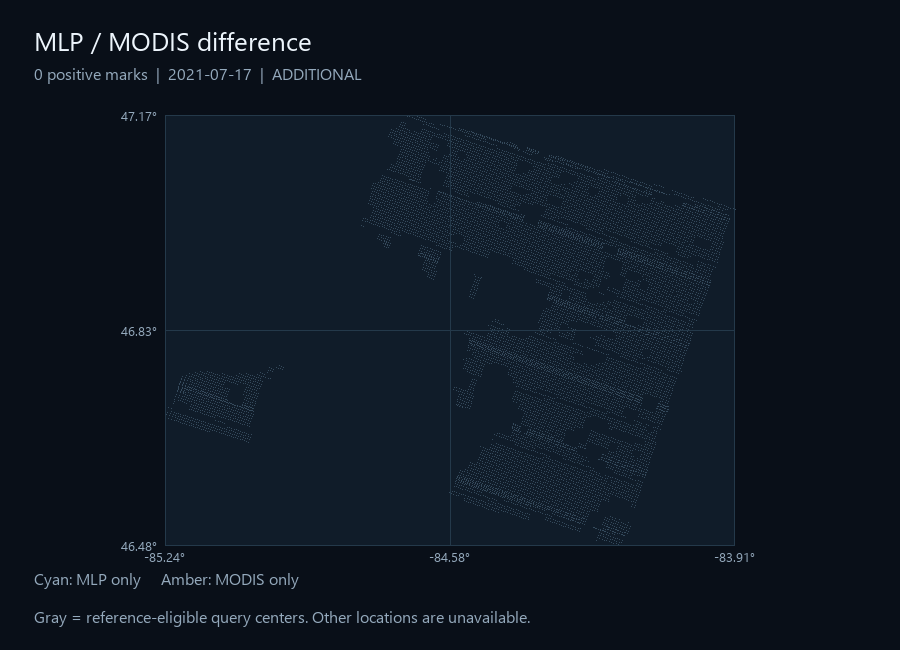 MLP / MODIS difference
0 positive marks | 2021-07-17 | ADDITIONAL
47.17°
46.83°
46.48°
-85.24° -84.58° -83.91°
Cyan: MLP only Amber: MODIS only
Gray = reference-eligible query centers. Other locations are unavailable.